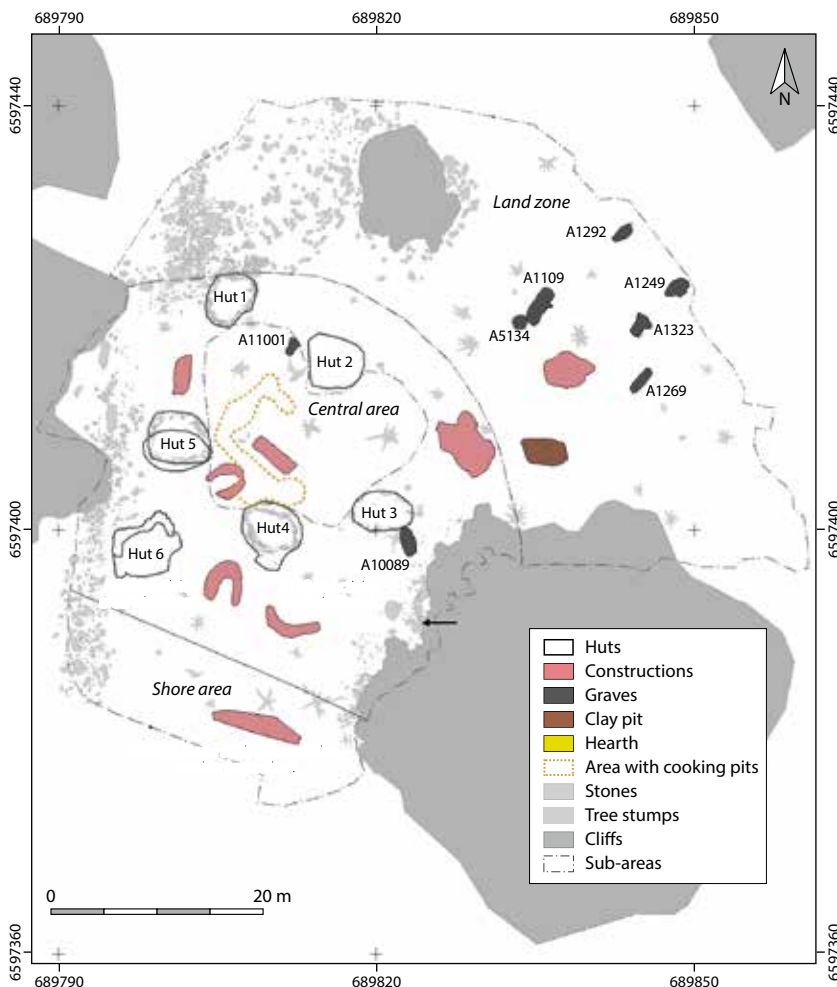 689790 689820 689850
6597440 6597440
N
Land zone
A1292
A1109
A1249
Hut 1
A5134
A1323
A11001
Hut 2
A1269
Central area
Hut 5
Hut 3
Hut4
6597400 6597400
Hut 6
A10089
Shore area
Huts
Constructions
Graves
Clay pit
Hearth
Area with cooking pits
Stones
Tree stumps
Cliffs
Sub-areas
0 20 m
6597360 6597360
689790 689820 689850